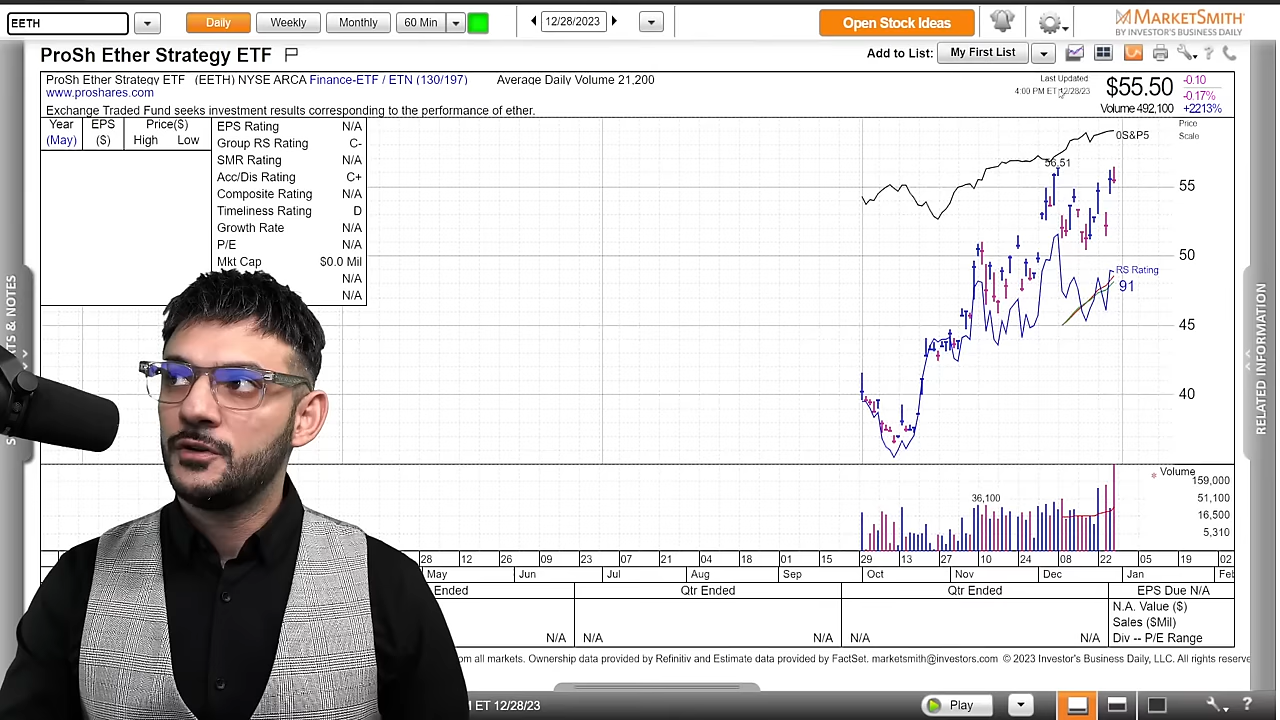 EETH
Daily
Weekly
Monthly
60 Min
12/28/2023
Open Stock Ideas
MARKETSMITH
BY INVESTOR'S BUSINESS DAILY
ProSh Ether Strategy ETF
Add to List:
My First List
ProSh Ether Strategy ETF (EETH) NYSE ARCA Finance-ETF / ETN (130/197) Average Daily Volume 21,200
Last Updated
4:00 PM ET 12/28/23
$55.50
-0.10
-0.17%
www.proshares.com
Volume 492,100
+2213%
Exchange Traded Fund seeks investment results corresponding to the performance of ether.
Year EPS Price($)
(May) ($) High Low
EPS Rating N/A
Group RS Rating C-
SMR Rating N/A
Acc/Dis Rating C+
Composite Rating N/A
Timeliness Rating D
Growth Rate N/A
P/E N/A
Mkt Cap $0.0 Mil
N/A
N/A
Price
Scale
0S&P5
56.51
55
50
RS Rating
91
45
40
Volume
159,000
36,100
51,100
16,500
5,310
28 12 26 09 23 07 21 04 18 01 15 29 13 27 10 24 08 22 05 19 02
May Jun Jul Aug Sep Oct Nov Dec Jan Feb
Ended Qtr Ended Qtr Ended EPS Due N/A
N.A. Value ($)
Sales ($Mil)
N/A N/A N/A N/A N/A Div -- P/E Range
om all markets. Ownership data provided by Refinitiv and Estimate data provided by FactSet. marketsmith@investors.com © 2023 Investor's Business Daily, LLC. All rights reserve
ET 12/28/23
Play
& NOTES
RELATED INFORMATION